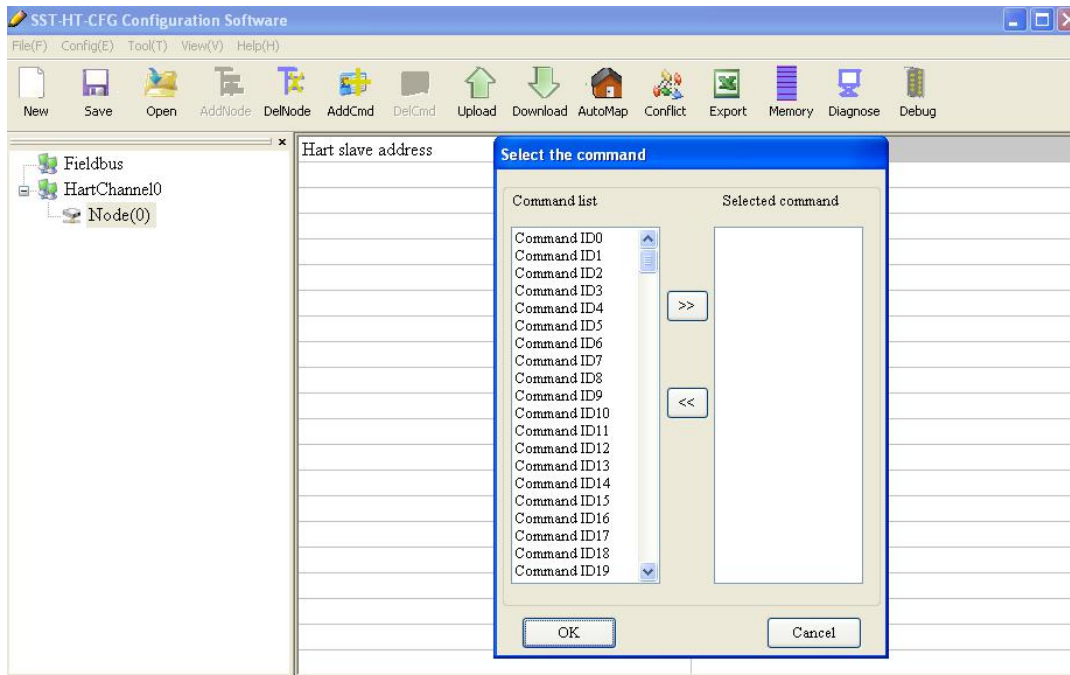 SST-HT-CFG Configuration Software
File(F) Config(E) Tool(T) View(V) Help(H)
New Save Open AddNode DelNode AddCmd DelCmd Upload Download AutoMap Conflict Export Memory Diagnose Debug
Fieldbus
HartChannel0
Node(0)
Hart slave address
Select the command
Command list Selected command
Command ID0
Command ID1
Command ID2
Command ID3
Command ID4
Command ID5
Command ID6
Command ID7
Command ID8
Command ID9
Command ID10
Command ID11
Command ID12
Command ID13
Command ID14
Command ID15
Command ID16
Command ID17
Command ID18
Command ID19
>>
<<
OK Cancel